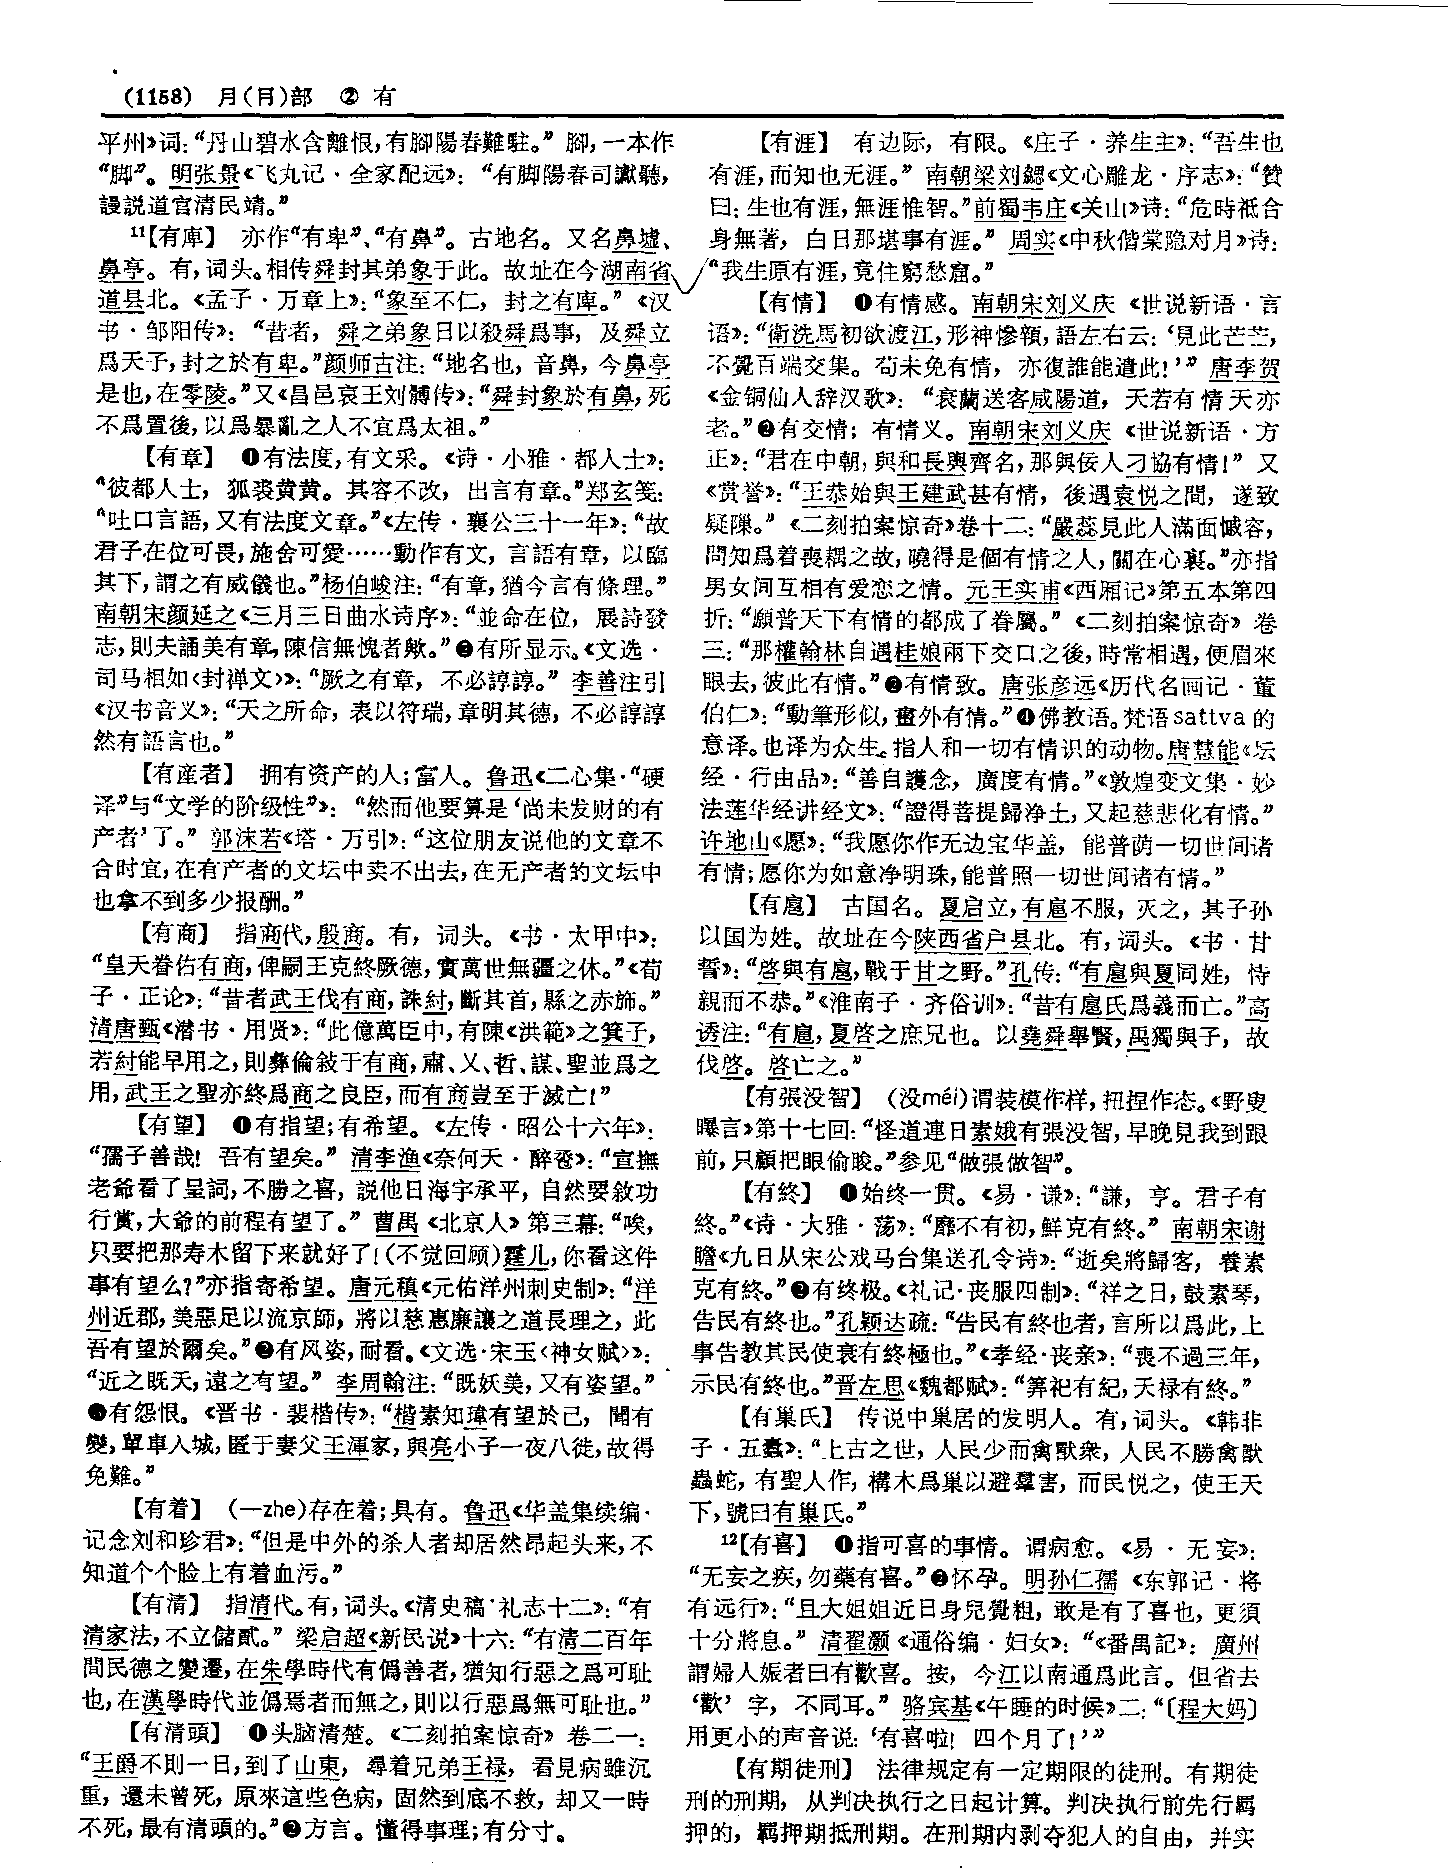 (1158) 月(⺝)部 ② 有
平州》词：“丹山碧水含離恨，有脚陽春難駐。” 腳，一本作
“脚”。明张景《飞丸记·全家配远》：“有脚陽春司讞聽，
謾説道官清民靖。”
11【有庳】 亦作“有卑”、“有鼻”。古地名。又名鼻墟、
鼻亭。有，词头。相传舜封其弟象于此。故址在今湖南省
道县北。《孟子·万章上》：“象至不仁，封之有庳。”《汉
书·邹阳传》：“昔者，舜之弟象日以殺舜爲事，及舜立
爲天子，封之於有卑。”颜师古注：“地名也，音鼻，今鼻亭
是也，在零陵。”又《昌邑哀王刘髆传》：“舜封象於有鼻，死
不爲置後，以爲暴亂之人不宜爲太祖。”
【有章】 ❶有法度，有文采。《诗·小雅·都人士》：
“彼都人士，狐裘黄黄。其容不改，出言有章。”郑玄笺：
“吐口言語，又有法度文章。”《左传·襄公三十一年》：“故
君子在位可畏，施舍可愛……動作有文，言語有章，以臨
其下，謂之有威儀也。”杨伯峻注：“有章，猶今言有條理。”
南朝宋颜延之《三月三日曲水诗序》：“並命在位，展詩發
志，則夫誦美有章，陳信無愧者歟。”❷有所显示。《文选·
司马相如〈封禅文〉》：“厥之有章，不必諄諄。”李善注引
《汉书音义》：“天之所命，表以符瑞，章明其德，不必諄諄
然有語言也。”
【有産者】 拥有资产的人；富人。鲁迅《二心集·“硬
译”与“文学的阶级性”》：“然而他要算是‘尚未发财的有
产者’了。”郭沫若《塔·万引》：“这位朋友说他的文章不
合时宜，在有产者的文坛中卖不出去，在无产者的文坛中
也拿不到多少报酬。”
【有商】 指商代，殷商。有，词头。《书·太甲中》：
“皇天眷佑有商，俾嗣王克終厥德，實萬世無疆之休。”《荀
子·正论》：“昔者武王伐有商，誅紂，斷其首，縣之赤斾。”
清唐甄《潜书·用贤》：“此億萬臣中，有陳《洪範》之箕子，
若紂能早用之，則彝倫敍于有商，肅、乂、哲、謀、聖並爲之
用，武王之聖亦終爲商之良臣，而有商豈至于滅亡！”
【有望】 ❶有指望；有希望。《左传·昭公十六年》：
“孺子善哉！吾有望矣。”清李渔《奈何天·醉卺》：“宣撫
老爺看了呈詞，不勝之喜，説他日海宇承平，自然要敘功
行賞，大爺的前程有望了。”曹禺《北京人》第三幕：“唉，
只要把那寿木留下来就好了！（不觉回顾）霆儿，你看这件
事有望么？”亦指寄希望。唐元稹《元佑洋州刺史制》：“洋
州近郡，美惡足以流京師，將以慈惠廉讓之道長理之，此
吾有望於爾矣。”❷有风姿，耐看。《文选·宋玉〈神女赋〉》：
“近之既夭，遠之有望。”李周翰注：“既妖美，又有姿望。”
❸有怨恨。《晋书·裴楷传》：“楷素知瑋有望於己，聞有
變，單車入城，匿于妻父王渾家，與亮小子一夜八徙，故得
免難。”
【有着】 （—zhe）存在着；具有。鲁迅《华盖集续编·
记念刘和珍君》：“但是中外的杀人者却居然昂起头来，不
知道个个脸上有着血污。”
【有清】 指清代。有，词头。《清史稿·礼志十二》：“有
清家法，不立儲貳。”梁启超《新民说》十六：“有清二百年
間民德之變遷，在朱學時代有僞善者，猶知行惡之爲可耻
也，在漢學時代並僞焉者而無之，則以行惡爲無可耻也。”
【有清頭】 ❶头脑清楚。《二刻拍案惊奇》卷二一：
“王爵不則一日，到了山東，尋着兄弟王禄，看見病雖沉
重，還未曾死，原來這些色病，固然到底不救，却又一時
不死，最有清頭的。”❷方言。懂得事理；有分寸。
【有涯】 有边际，有限。《庄子·养生主》：“吾生也
有涯，而知也无涯。”南朝梁刘勰《文心雕龙·序志》：“贊
曰：生也有涯，無涯惟智。”前蜀韦庄《关山》诗：“危時祗合
身無著，白日那堪事有涯。”周实《中秋偕棠隐对月》诗：
“我生原有涯，竟住窮愁窟。”
【有情】 ❶有情感。南朝宋刘义庆《世说新语·言
语》：“衛洗馬初欲渡江，形神慘顇，語左右云：‘見此芒芒，
不覺百端交集。苟未免有情，亦復誰能遣此！’”唐李贺
《金铜仙人辞汉歌》：“衰蘭送客咸陽道，天若有情天亦
老。”❷有交情；有情义。南朝宋刘义庆《世说新语·方
正》：“君在中朝，與和長輿齊名，那與佞人刁協有情！”又
《赏誉》：“王恭始與王建武甚有情，後遇袁悦之間，遂致
疑隟。”《二刻拍案惊奇》卷十二：“嚴蕊見此人滿面慽容，
問知爲着喪耦之故，曉得是個有情之人，關在心裏。”亦指
男女间互相有爱恋之情。元王实甫《西厢记》第五本第四
折：“願普天下有情的都成了眷屬。”《二刻拍案惊奇》卷
三：“那權翰林自遇桂娘兩下交口之後，時常相遇，便眉來
眼去，彼此有情。”❸有情致。唐张彦远《历代名画记·董
伯仁》：“動筆形似，畫外有情。”❹佛教语。梵语sattva的
意译。也译为众生。指人和一切有情识的动物。唐慧能《坛
经·行由品》：“善自護念，廣度有情。”《敦煌变文集·妙
法莲华经讲经文》：“證得菩提歸净土，又起慈悲化有情。”
许地山《愿》：“我愿你作无边宝华盖，能普荫一切世间诸
有情；愿你为如意净明珠，能普照一切世间诸有情。”
【有扈】 古国名。夏启立，有扈不服，灭之，其子孙
以国为姓。故址在今陕西省户县北。有，词头。《书·甘
誓》：“啓與有扈，戰于甘之野。”孔传：“有扈與夏同姓，恃
親而不恭。”《淮南子·齐俗训》：“昔有扈氏爲義而亡。”高
诱注：“有扈，夏啓之庶兄也。以堯舜舉賢，禹獨與子，故
伐啓。啓亡之。”
【有張没智】 （没méi）谓装模作样，扭捏作态。《野叟
曝言》第十七回：“怪道連日素娥有張没智，早晚見我到跟
前，只顧把眼偷睃。”参见“做張做智”。
【有終】 ❶始终一贯。《易·谦》：“謙，亨。君子有
終。”《诗·大雅·荡》：“靡不有初，鮮克有終。”南朝宋谢
瞻《九日从宋公戏马台集送孔令诗》：“逝矣將歸客，養素
克有終。”❷有终极。《礼记·丧服四制》：“祥之日，鼓素琴，
告民有終也。”孔颖达疏：“告民有終也者，言所以爲此，上
事告教其民使衰有終極也。”《孝经·丧亲》：“喪不過三年，
示民有終也。”晋左思《魏都赋》：“筭祀有紀，天禄有終。”
【有巢氏】 传说中巢居的发明人。有，词头。《韩非
子·五蠹》：“上古之世，人民少而禽獸衆，人民不勝禽獸
蟲蛇，有聖人作，構木爲巢以避羣害，而民悦之，使王天
下，號曰有巢氏。”
12【有喜】 ❶指可喜的事情。谓病愈。《易·无妄》：
“无妄之疾，勿藥有喜。”❷怀孕。明孙仁孺《东郭记·将
有远行》：“且大姐姐近日身兒覺粗，敢是有了喜也，更須
十分將息。”清翟灏《通俗编·妇女》：“《番禺記》：廣州
謂婦人娠者曰有歡喜。按，今江以南通爲此言。但省去
‘歡’字，不同耳。”骆宾基《午睡的时候》二：“〔程大妈〕
用更小的声音说：‘有喜啦！四个月了！’”
【有期徒刑】 法律规定有一定期限的徒刑。有期徒
刑的刑期，从判决执行之日起计算。判决执行前先行羁
押的，羁押期抵刑期。在刑期内剥夺犯人的自由，并实